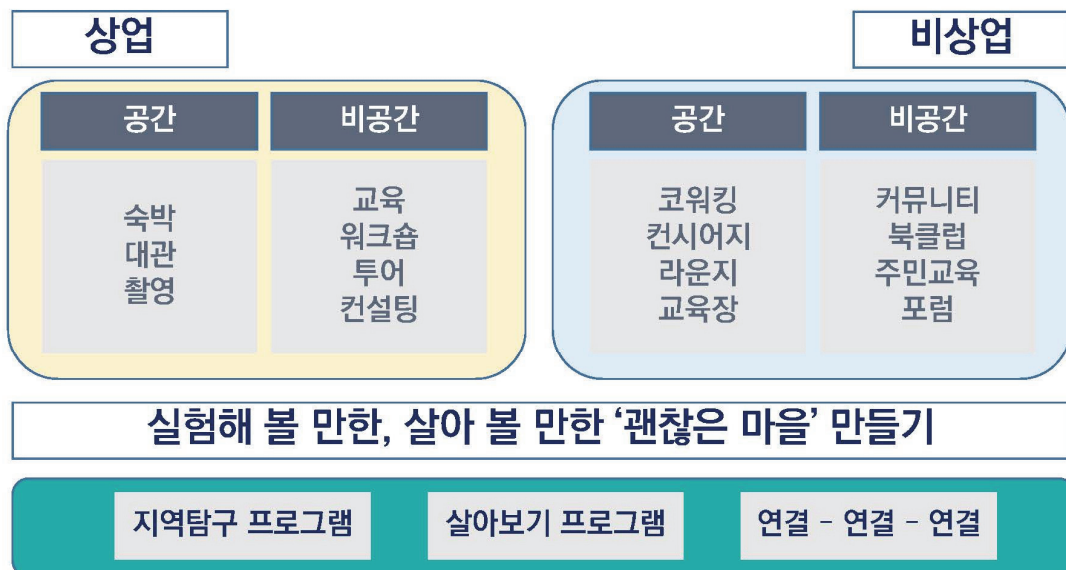 상업
비상업
공간
비공간
숙박
대관
촬영
교육
워크숍
투어
컨설팅
공간
비공간
코워킹
컨시어지
라운지
교육장
커뮤니티
북클럽
주민교육
포럼
실험해 볼 만한, 살아 볼 만한 ‘괜찮은 마을’ 만들기
지역탐구 프로그램
살아보기 프로그램
연결 - 연결 - 연결